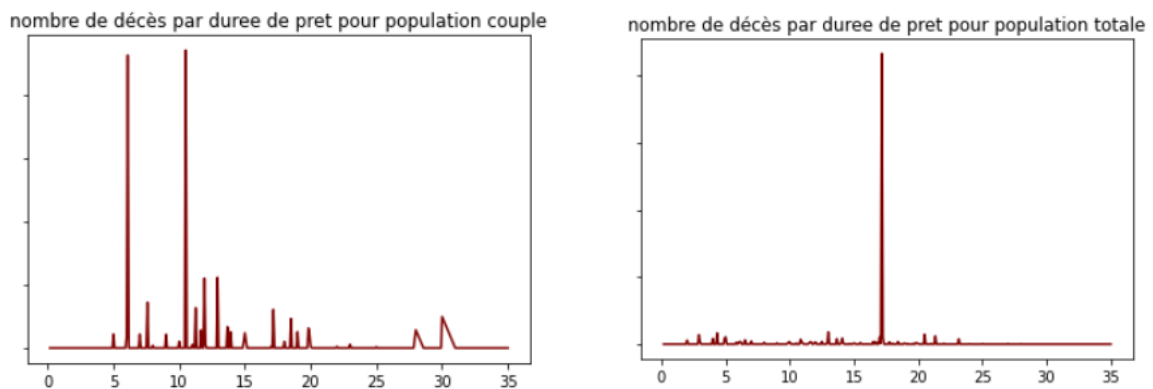 nombre de décès par duree de pret pour population couple
0 5 10 15 20 25 30 35
nombre de décès par duree de pret pour population totale
0 5 10 15 20 25 30 35